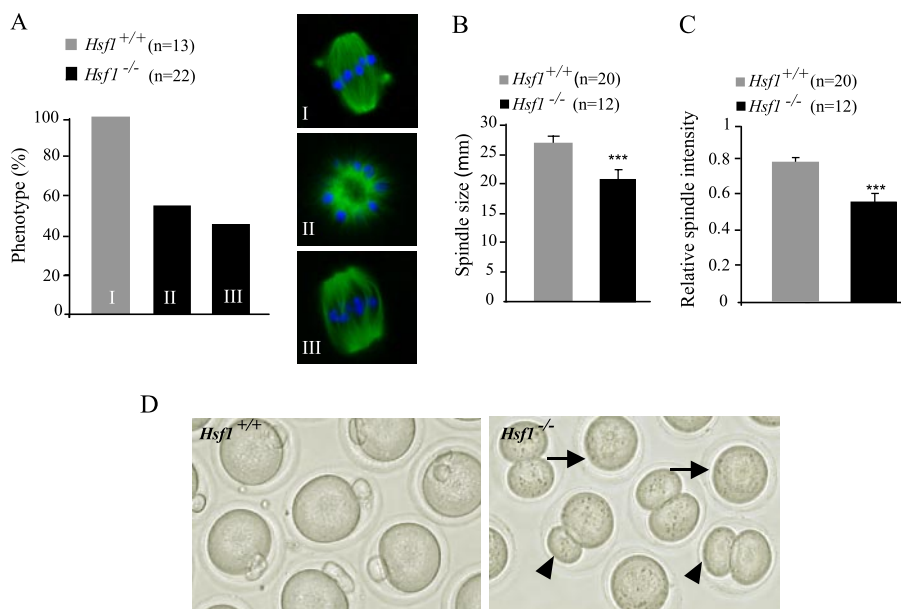 A
Hsf1 +/+ (n=13)
Hsf1 -/- (n=22)
Phenotype (%)
100
80
60
40
20
0
I
II
III
I
II
III
B
Hsf1 +/+ (n=20)
Hsf1 -/- (n=12)
Spindle size (mm)
30
25
20
15
10
5
0
***
C
Hsf1 +/+ (n=20)
Hsf1 -/- (n=12)
Relative spindle intensity
1
0.8
0.6
0.4
0.2
0
***
D
Hsf1 +/+
Hsf1 -/-